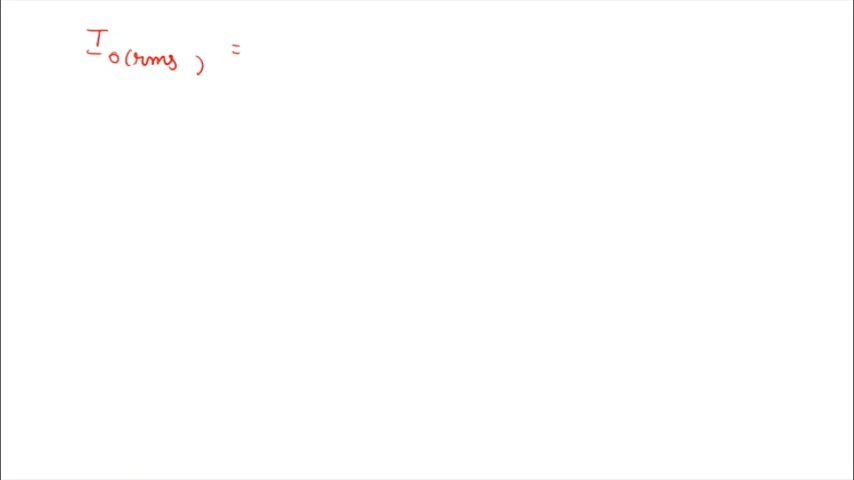 I₀(rms) =